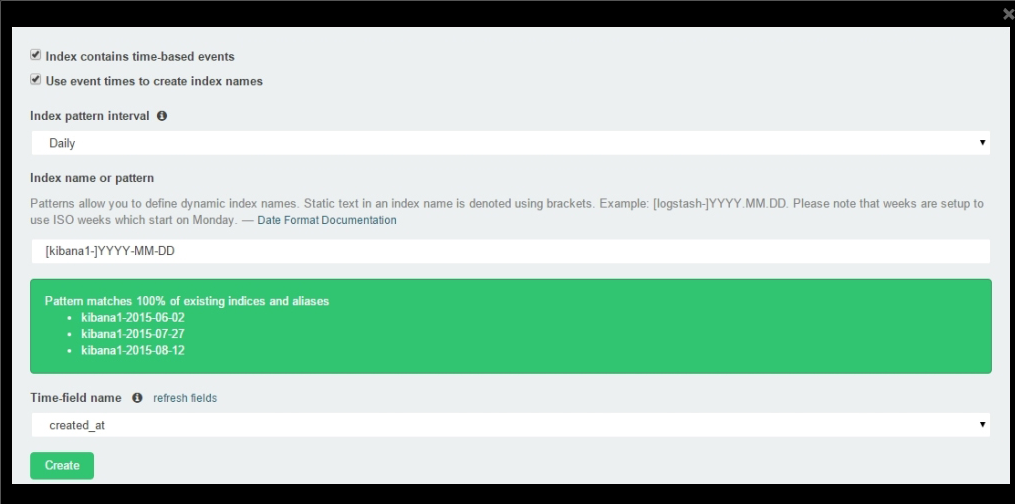 Index contains time-based events
Use event times to create index names
Index pattern interval
Daily
Index name or pattern
Patterns allow you to define dynamic index names. Static text in an index name is denoted using brackets. Example: [logstash-]YYYY.MM.DD. Please note that weeks are setup to
use ISO weeks which start on Monday. — Date Format Documentation
[kibana1-]YYYY-MM-DD
Pattern matches 100% of existing indices and aliases
• kibana1-2015-06-02
• kibana1-2015-07-27
• kibana1-2015-08-12
Time-field name refresh fields
created_at
Create